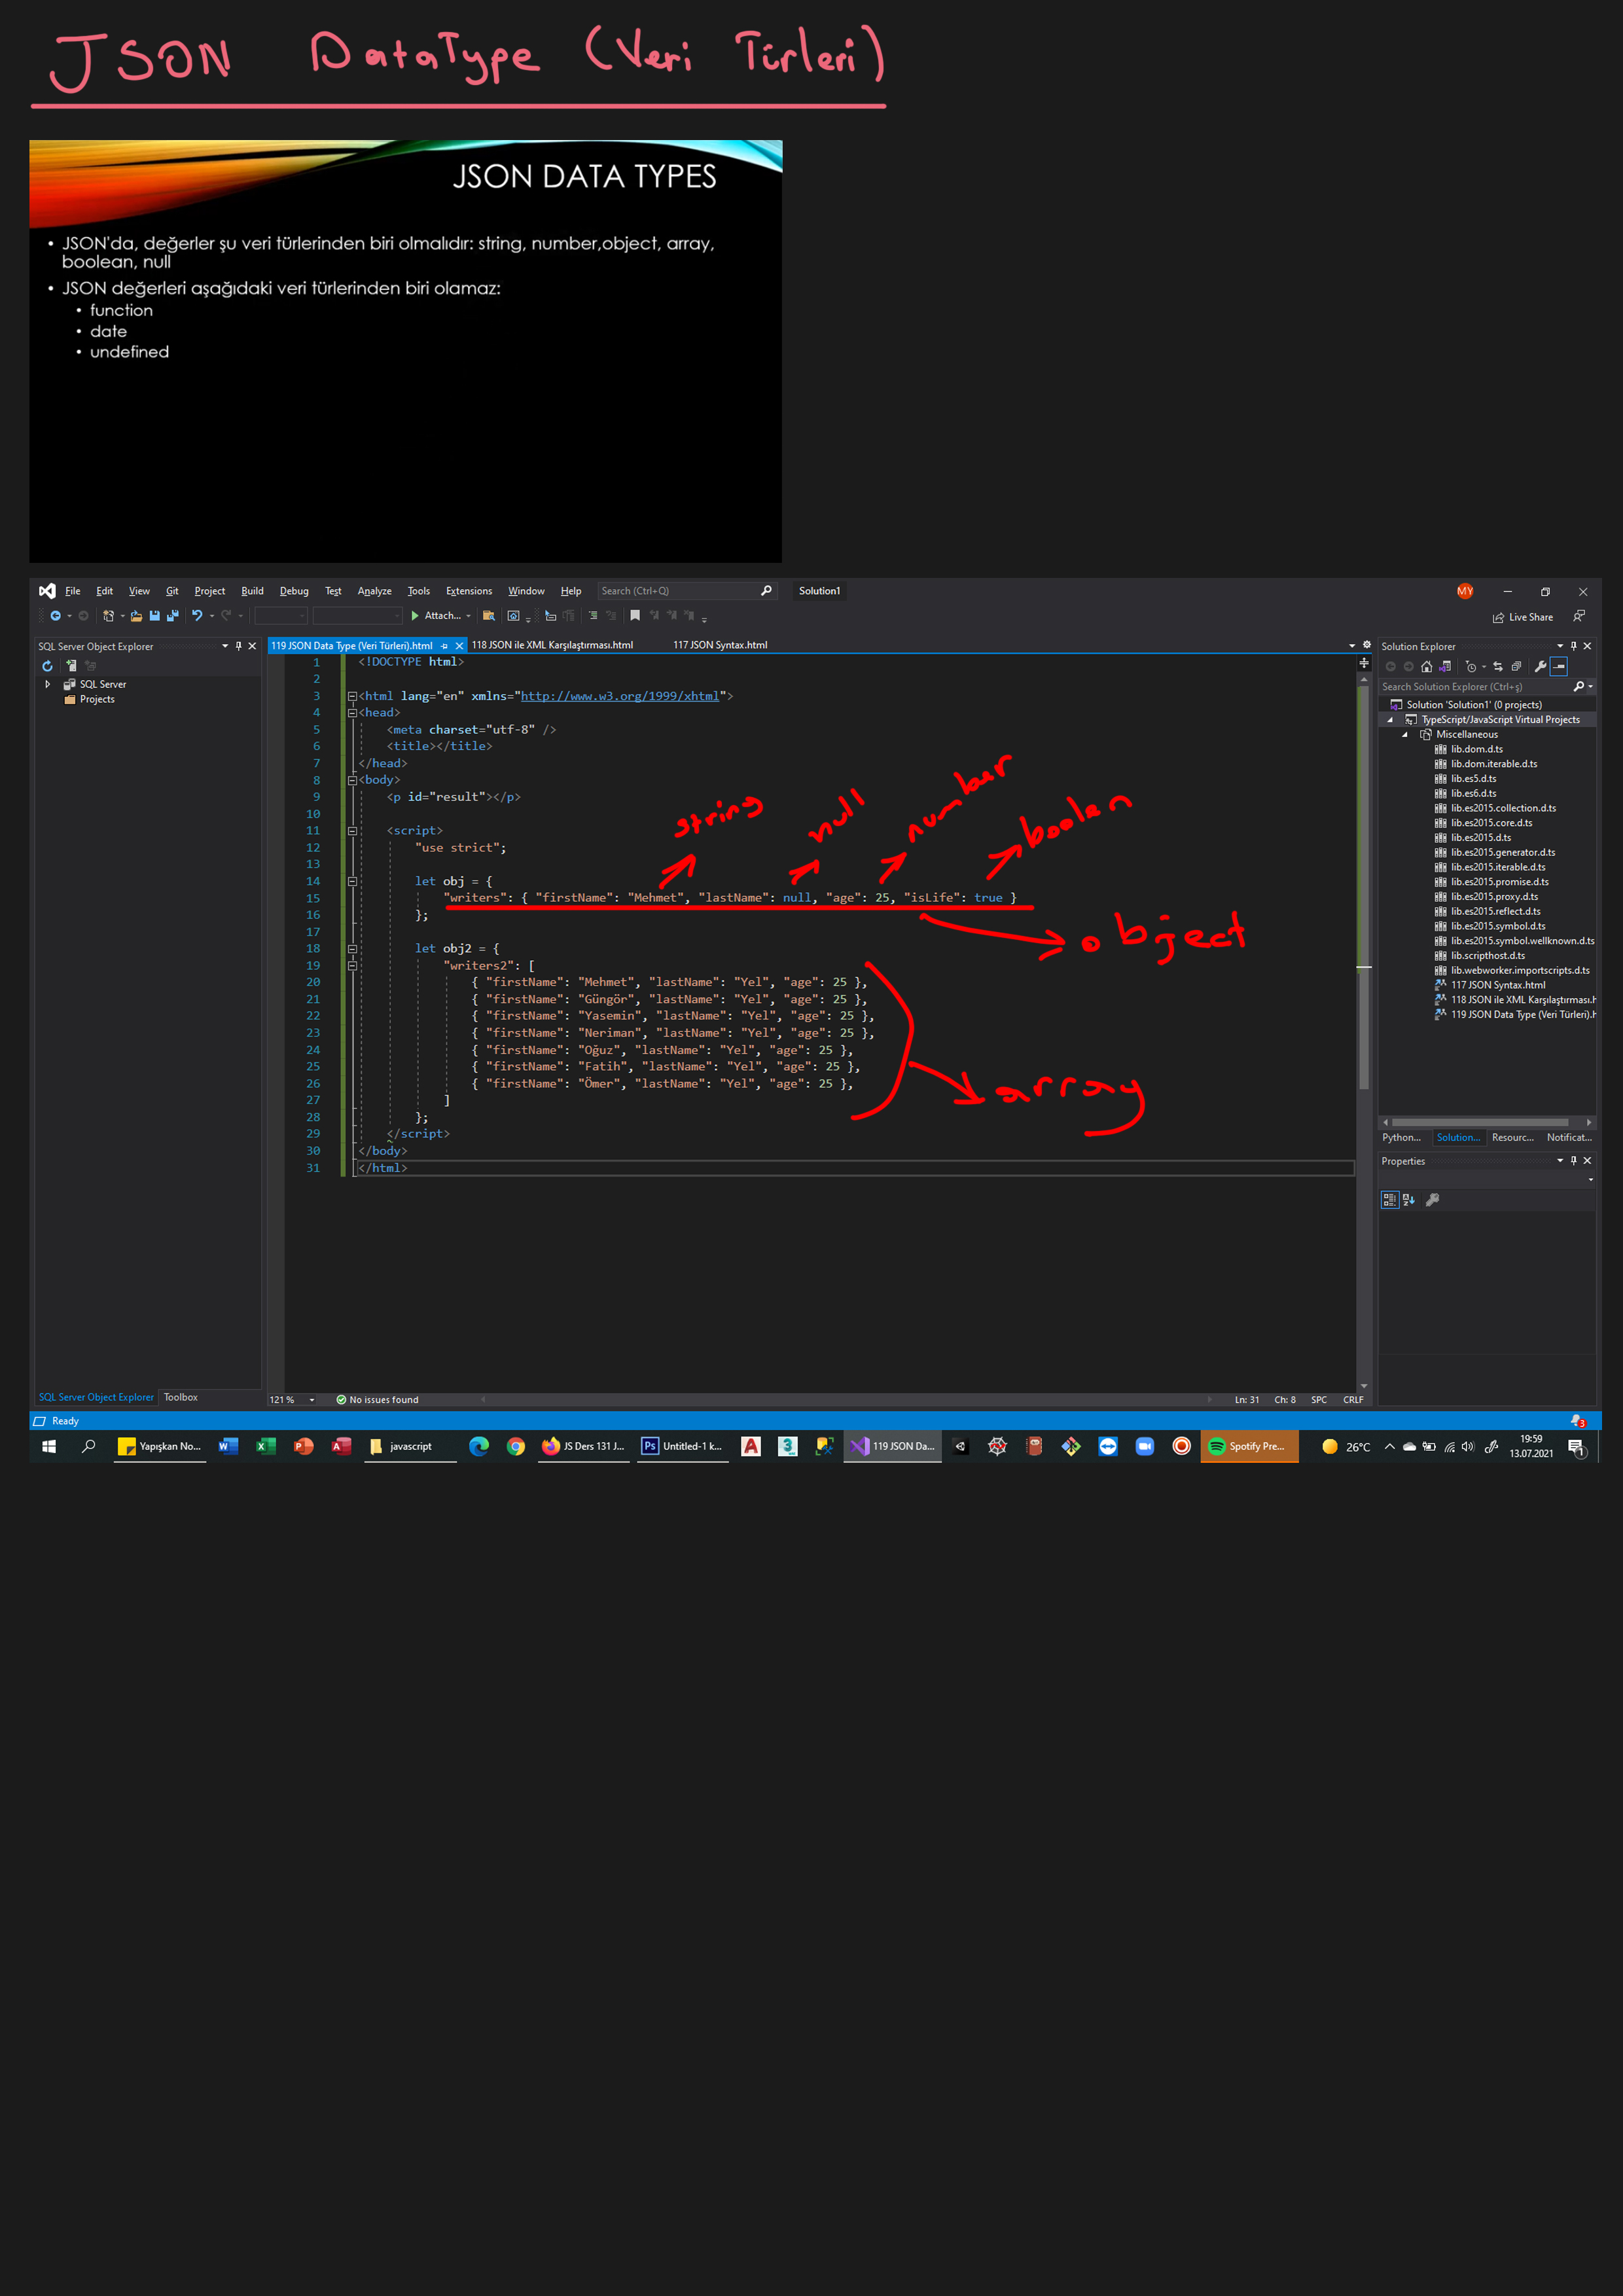 JSON DataType (Veri Türleri)
JSON DATA TYPES
• JSON'da, değerler şu veri türlerinden biri olmalıdır: string, number,object, array,
boolean, null
• JSON değerleri aşağıdaki veri türlerinden biri olamaz:
• function
• date
• undefined
File Edit View Git Project Build Debug Test Analyze Tools Extensions Window Help Search (Ctrl+Q) Solution1 MY
Attach... Live Share
SQL Server Object Explorer
SQL Server
Projects
119 JSON Data Type (Veri Türleri).html 118 JSON ile XML Karşılaştırması.html 117 JSON Syntax.html
1 <!DOCTYPE html>
2
3 <html lang="en" xmlns="http://www.w3.org/1999/xhtml">
4 <head>
5 <meta charset="utf-8" />
6 <title></title>
7 </head>
8 <body>
9 <p id="result"></p>
10
11 <script>
12 "use strict";
13
14 let obj = {
15 "writers": { "firstName": "Mehmet", "lastName": null, "age": 25, "isLife": true }
16 };
17
18 let obj2 = {
19 "writers2": [
20 { "firstName": "Mehmet", "lastName": "Yel", "age": 25 },
21 { "firstName": "Güngör", "lastName": "Yel", "age": 25 },
22 { "firstName": "Yasemin", "lastName": "Yel", "age": 25 },
23 { "firstName": "Neriman", "lastName": "Yel", "age": 25 },
24 { "firstName": "Oğuz", "lastName": "Yel", "age": 25 },
25 { "firstName": "Fatih", "lastName": "Yel", "age": 25 },
26 { "firstName": "Ömer", "lastName": "Yel", "age": 25 },
27 ]
28 };
29 </script>
30 </body>
31 </html>
string null number boolen
object
array
Solution Explorer
Search Solution Explorer (Ctrl+ş)
Solution 'Solution1' (0 projects)
TypeScript/JavaScript Virtual Projects
Miscellaneous
lib.dom.d.ts
lib.dom.iterable.d.ts
lib.es5.d.ts
lib.es6.d.ts
lib.es2015.collection.d.ts
lib.es2015.core.d.ts
lib.es2015.d.ts
lib.es2015.generator.d.ts
lib.es2015.iterable.d.ts
lib.es2015.promise.d.ts
lib.es2015.proxy.d.ts
lib.es2015.reflect.d.ts
lib.es2015.symbol.d.ts
lib.es2015.symbol.wellknown.d.ts
lib.scripthost.d.ts
lib.webworker.importscripts.d.ts
117 JSON Syntax.html
118 JSON ile XML Karşılaştırması.h
119 JSON Data Type (Veri Türleri).h
Python... Solution... Resourc... Notificat...
Properties
SQL Server Object Explorer Toolbox
121 % No issues found Ln: 31 Ch: 8 SPC CRLF
Ready 3
Yapışkan No... javascript JS Ders 131 J... Ps Untitled-1 k... 119 JSON Da... Spotify Pre... 26°C 19:59
13.07.2021 1